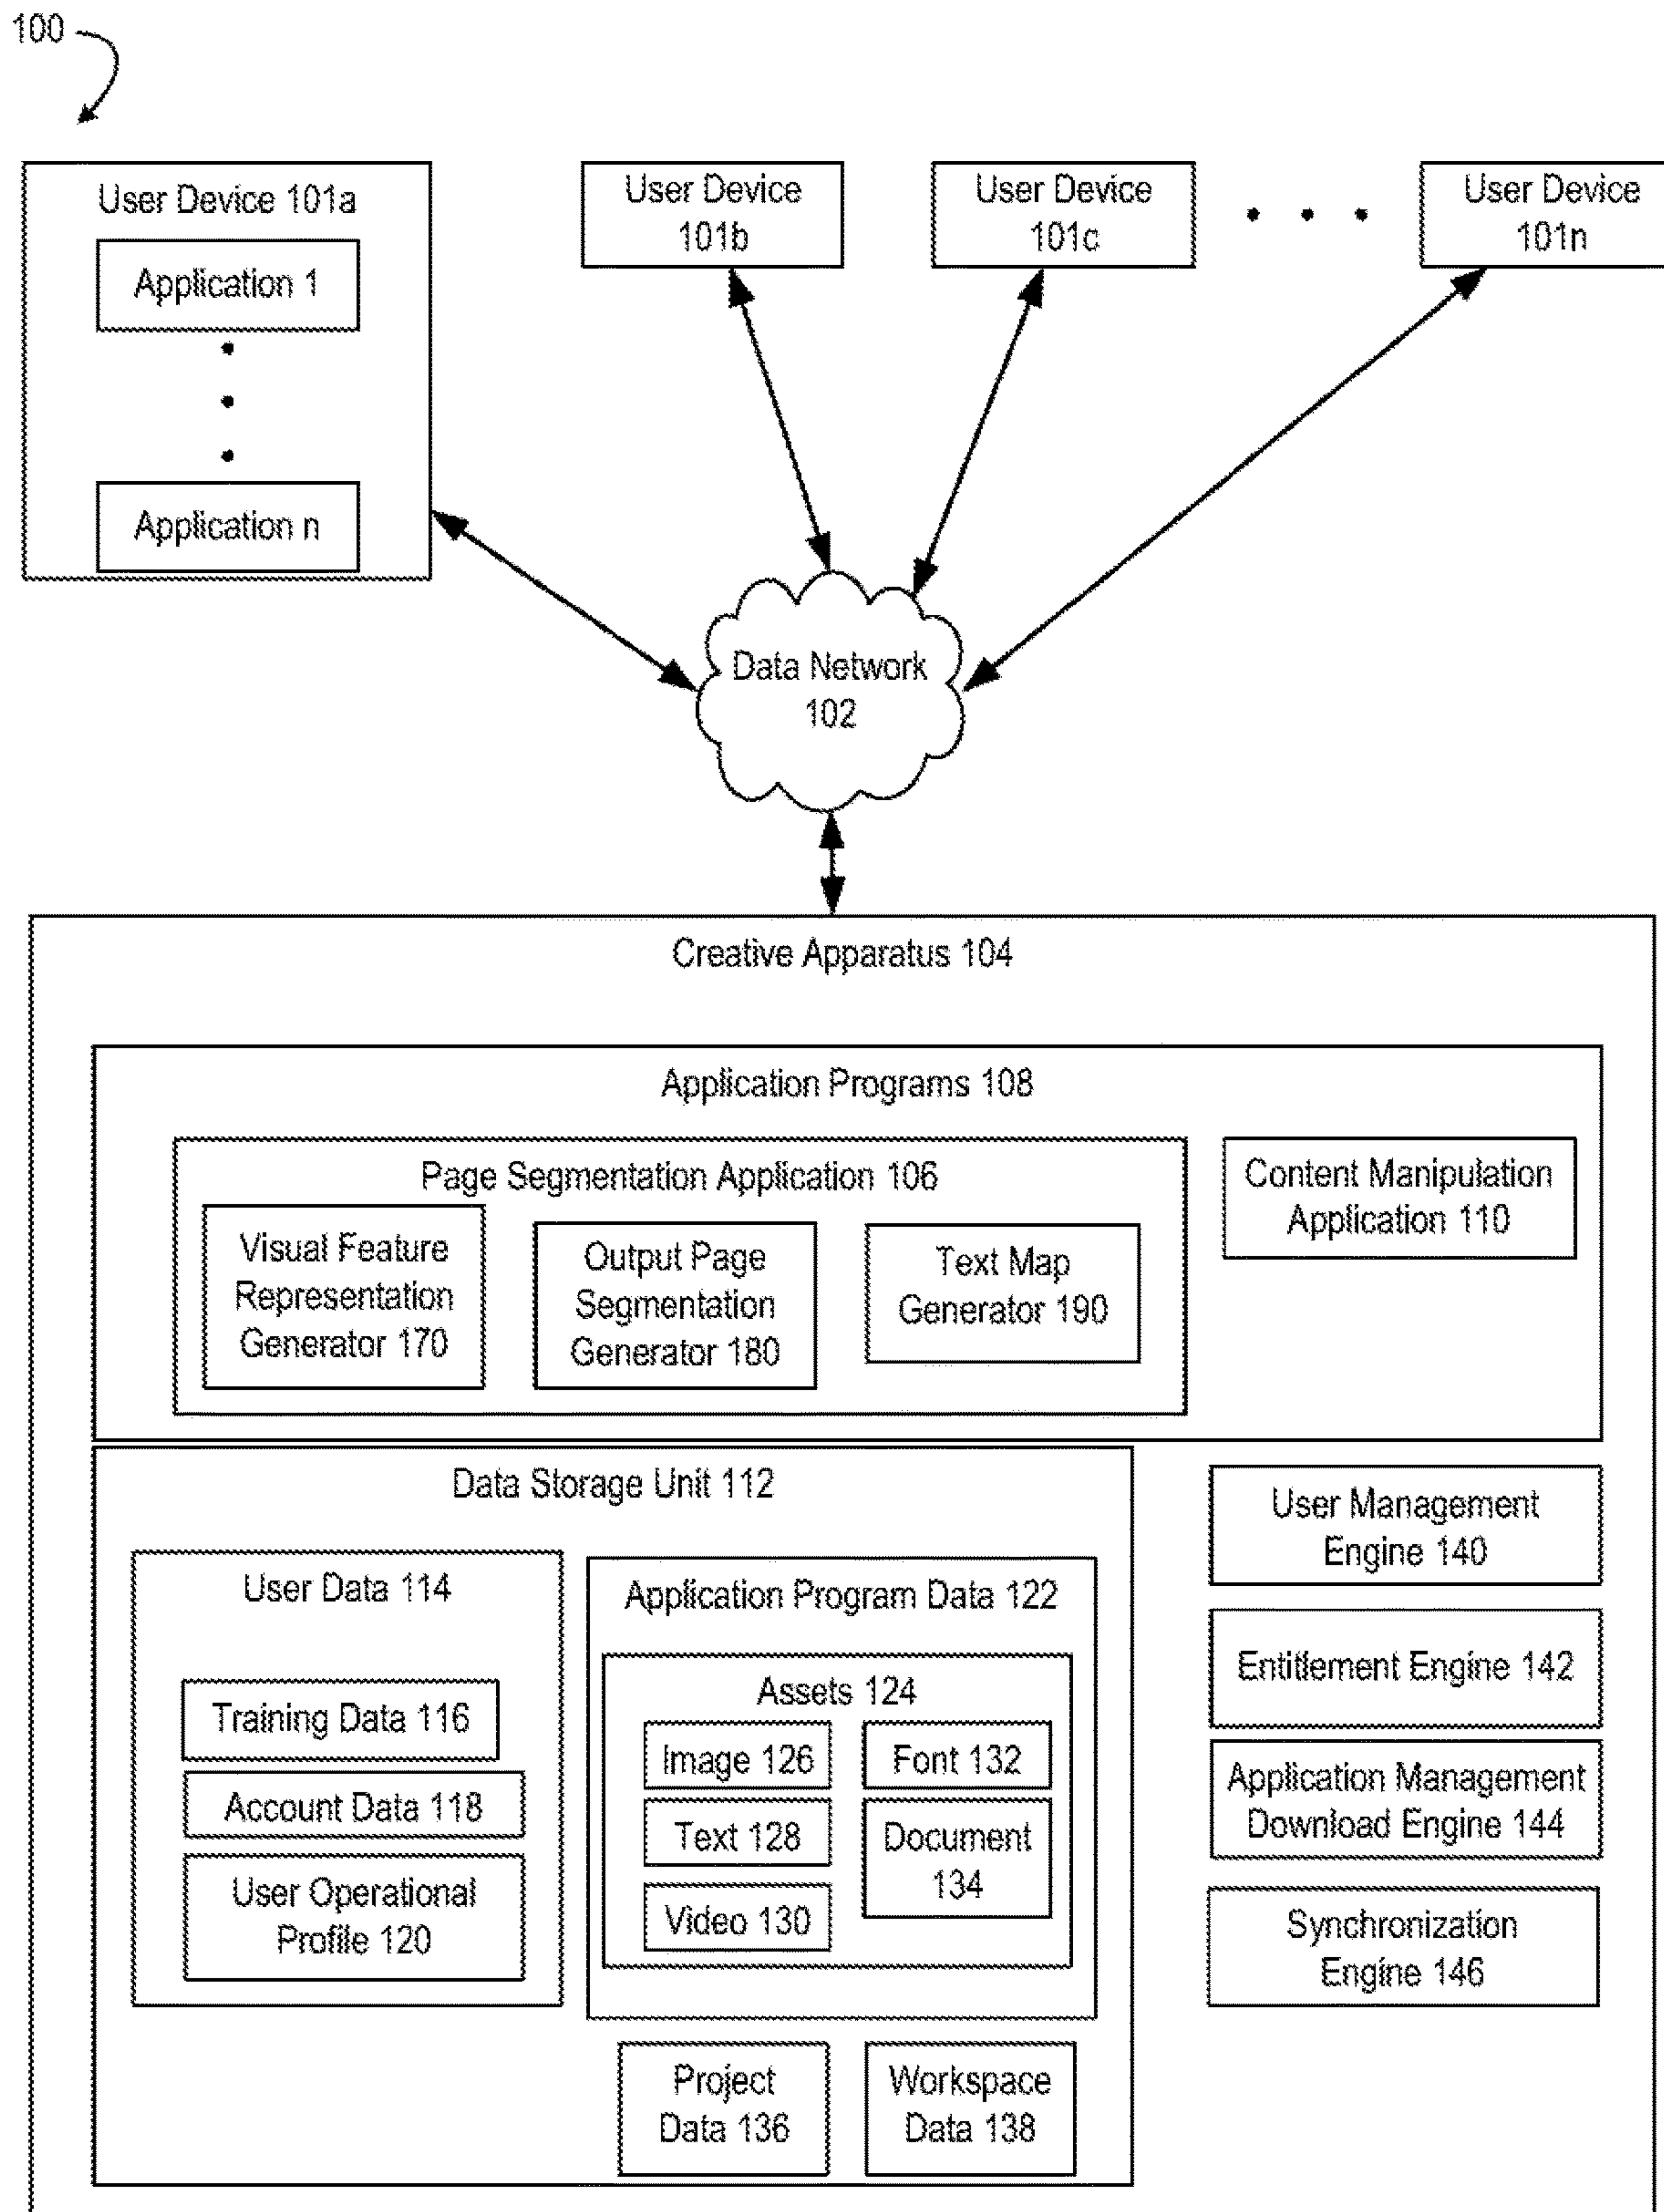 100
User Device 101a
Application 1
Application n
User Device
101b
User Device
101c
User Device
101n
Data Network
102
Creative Apparatus 104
Application Programs 108
Page Segmentation Application 106
Visual Feature
Representation
Generator 170
Output Page
Segmentation
Generator 180
Text Map
Generator 190
Content Manipulation
Application 110
Data Storage Unit 112
User Data 114
Training Data 116
Account Data 118
User Operational
Profile 120
Application Program Data 122
Assets 124
Image 126
Text 128
Video 130
Font 132
Document
134
Project
Data 136
Workspace
Data 138
User Management
Engine 140
Entitlement Engine 142
Application Management
Download Engine 144
Synchronization
Engine 146